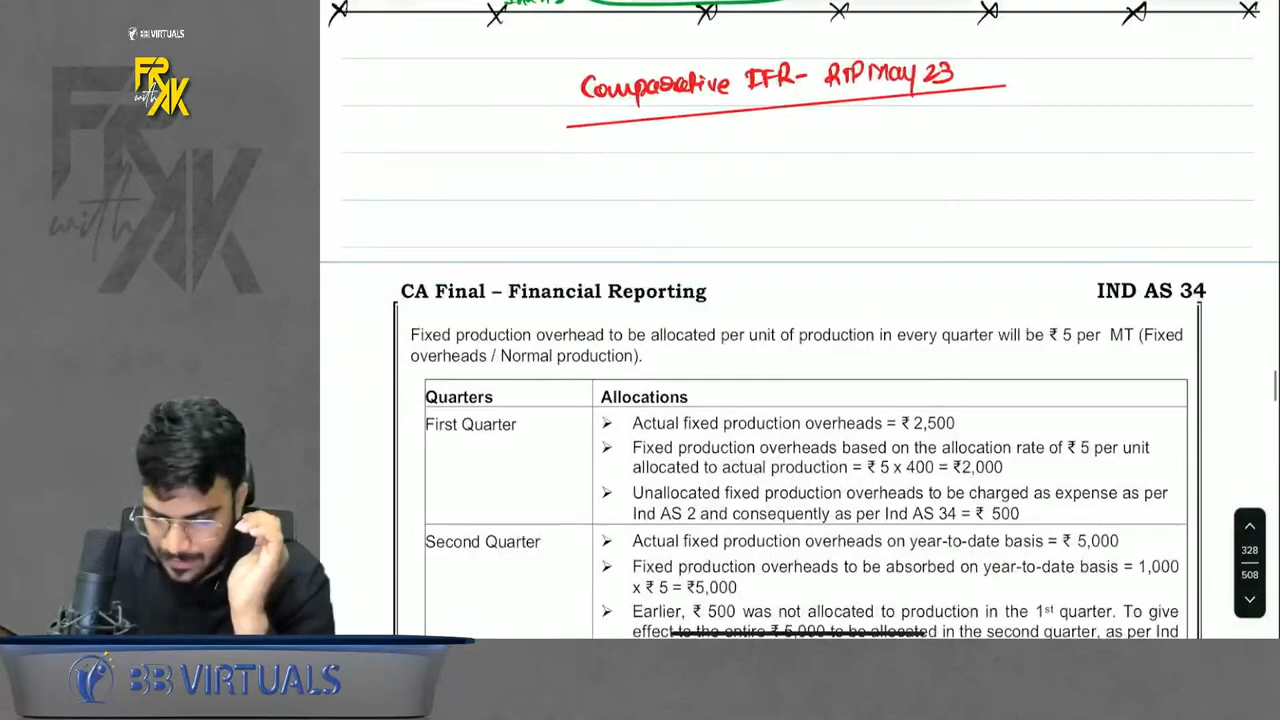 BB VIRTUALS
FR
with
AK
FR
with
AK
Comparative IFR- RTP May 23
CA Final – Financial Reporting
IND AS 34
Fixed production overhead to be allocated per unit of production in every quarter will be ₹ 5 per MT (Fixed
overheads / Normal production).
Quarters
Allocations
First Quarter
➢ Actual fixed production overheads = ₹ 2,500
➢ Fixed production overheads based on the allocation rate of ₹ 5 per unit
allocated to actual production = ₹ 5 x 400 = ₹2,000
➢ Unallocated fixed production overheads to be charged as expense as per
Ind AS 2 and consequently as per Ind AS 34 = ₹ 500
Second Quarter
➢ Actual fixed production overheads on year-to-date basis = ₹ 5,000
➢ Fixed production overheads to be absorbed on year-to-date basis = 1,000
x ₹ 5 = ₹5,000
➢ Earlier, ₹ 500 was not allocated to production in the 1st quarter. To give
effect to the entire ₹ 5,000 to be allocated in the second quarter, as per Ind
328
508
BB VIRTUALS